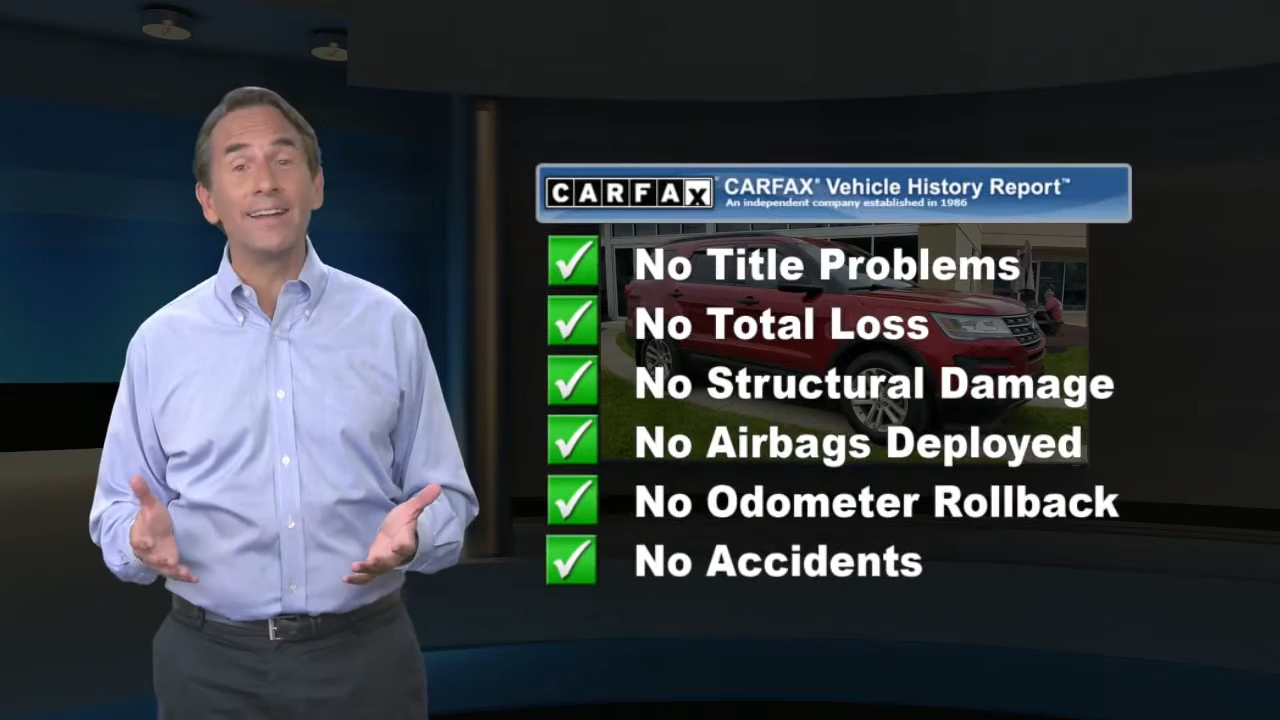 CARFAX
CARFAX® Vehicle History Report™
An independent company established in 1986
No Title Problems
No Total Loss
No Structural Damage
No Airbags Deployed
No Odometer Rollback
No Accidents